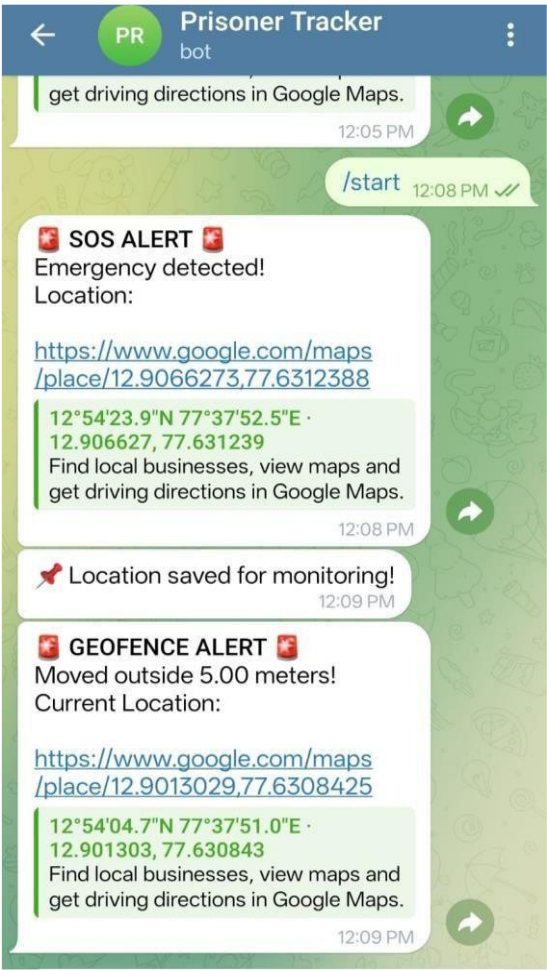 PR
Prisoner Tracker
bot
get driving directions in Google Maps.
12:05 PM
/start 12:08 PM
🚨 SOS ALERT 🚨
Emergency detected!
Location:
https://www.google.com/maps
/place/12.9066273,77.6312388
12°54'23.9"N 77°37'52.5"E ·
12.906627, 77.631239
Find local businesses, view maps and
get driving directions in Google Maps.
12:08 PM
📌 Location saved for monitoring!
12:09 PM
🚨 GEOFENCE ALERT 🚨
Moved outside 5.00 meters!
Current Location:
https://www.google.com/maps
/place/12.9013029,77.6308425
12°54'04.7"N 77°37'51.0"E ·
12.901303, 77.630843
Find local businesses, view maps and
get driving directions in Google Maps.
12:09 PM